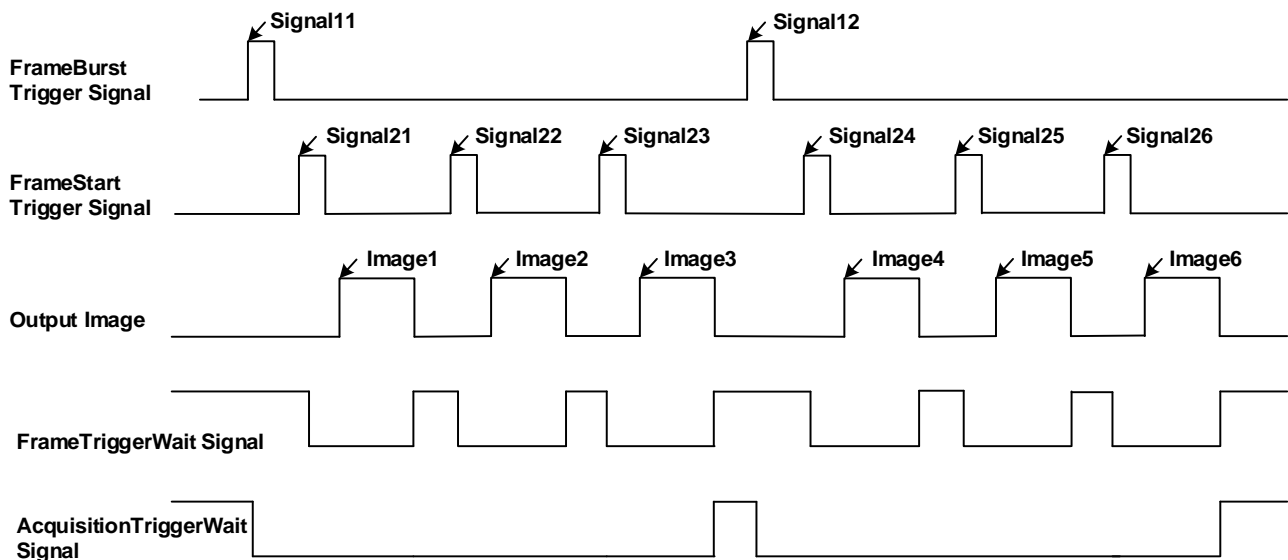 Signal11
Signal12
FrameBurst
Trigger Signal
Signal21
Signal22
Signal23
Signal24
Signal25
Signal26
FrameStart
Trigger Signal
Image1
Image2
Image3
Image4
Image5
Image6
Output Image
FrameTriggerWait Signal
AcquisitionTriggerWait
Signal